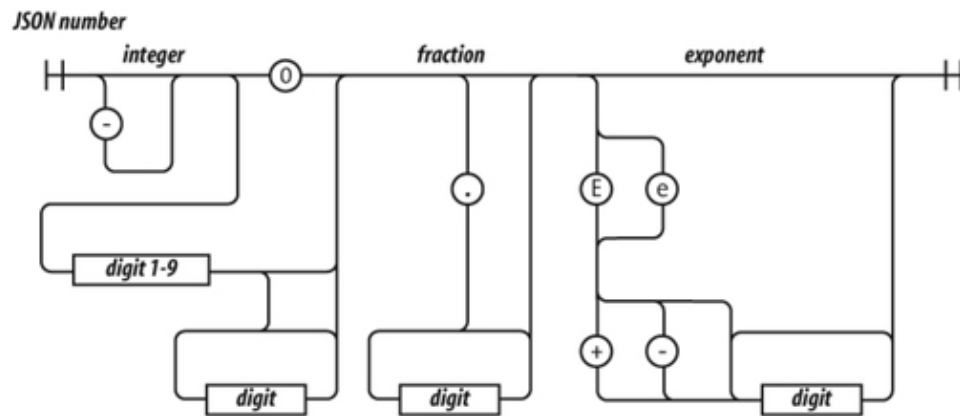 JSON number
integer fraction exponent
0
-
. E e
digit 1-9
+ -
digit digit digit